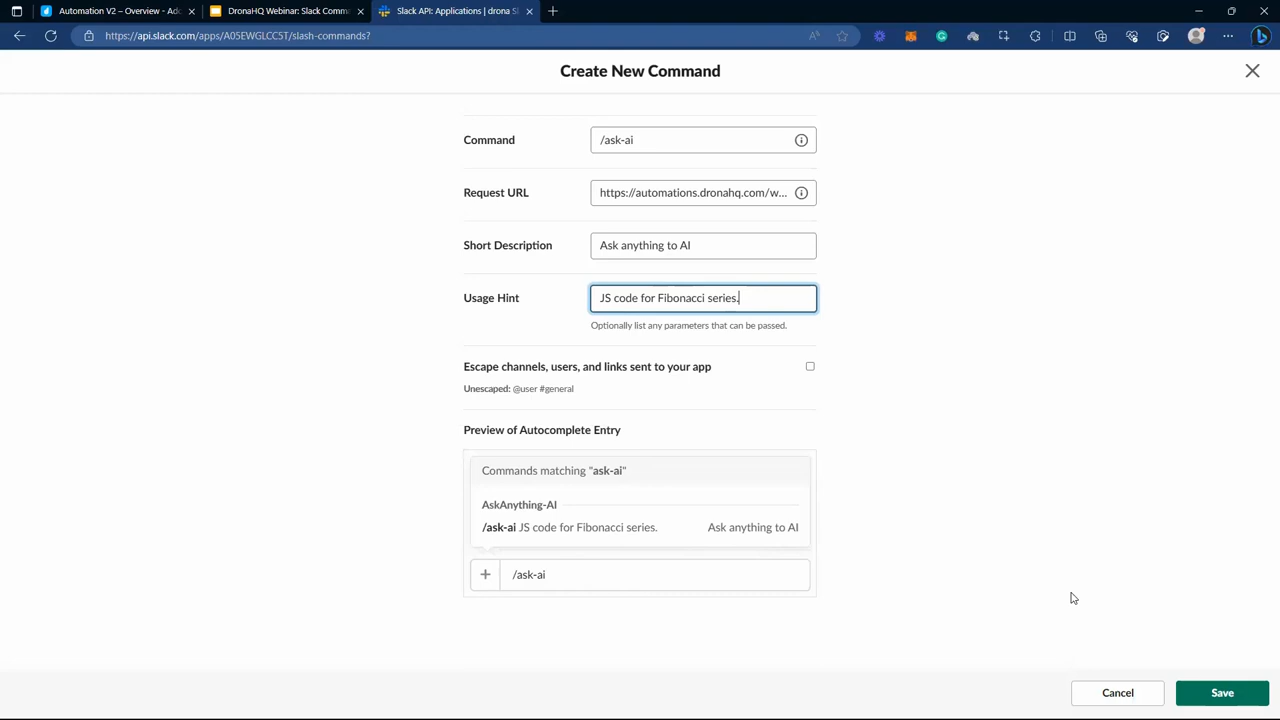 Automation V2 – Overview - Ad
DronaHQ Webinar: Slack Comma
Slack API: Applications | drona S
https://api.slack.com/apps/A05EWGLCC5T/slash-commands?
Create New Command
Command
/ask-ai
Request URL
https://automations.dronahq.com/w...
Short Description
Ask anything to AI
Usage Hint
JS code for Fibonacci series.
Optionally list any parameters that can be passed.
Escape channels, users, and links sent to your app
Unescaped: @user #general
Preview of Autocomplete Entry
Commands matching "ask-ai"
AskAnything-AI
/ask-ai JS code for Fibonacci series. Ask anything to AI
/ask-ai
Cancel
Save